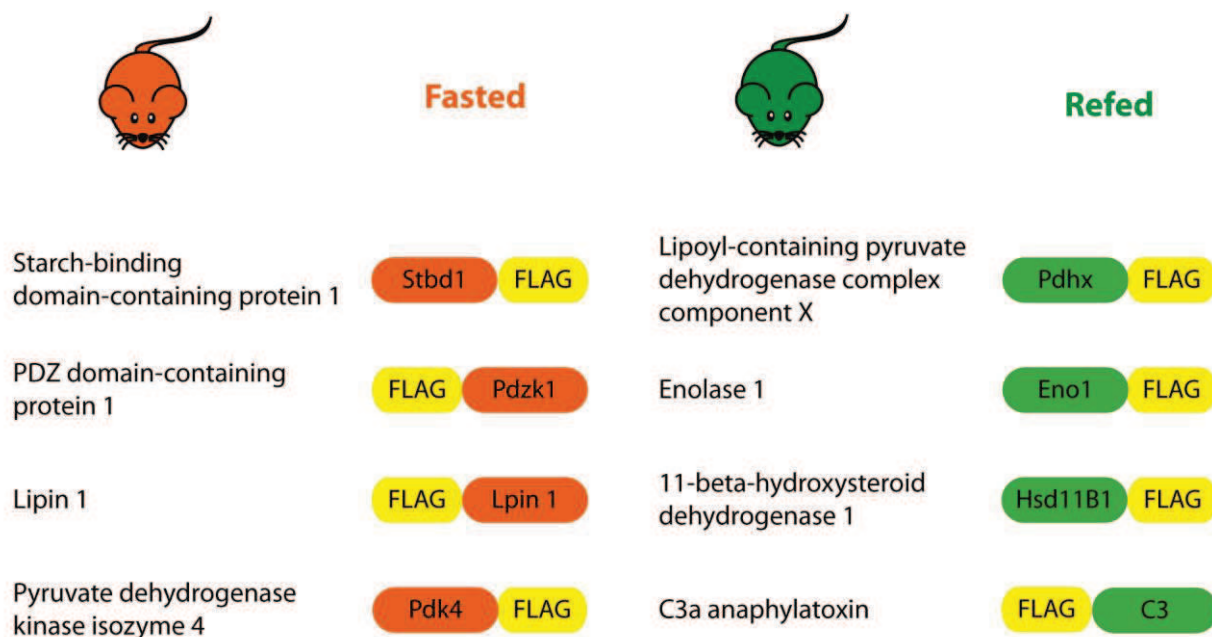 Fasted
Refed
Starch-binding
domain-containing protein 1
Stbd1 FLAG
Lipoyl-containing pyruvate
dehydrogenase complex
component X
Pdhx FLAG
PDZ domain-containing
protein 1
FLAG Pdzk1
Enolase 1
Eno1 FLAG
Lipin 1
FLAG Lpin 1
11-beta-hydroxysteroid
dehydrogenase 1
Hsd11B1 FLAG
Pyruvate dehydrogenase
kinase isozyme 4
Pdk4 FLAG
C3a anaphylatoxin
FLAG C3